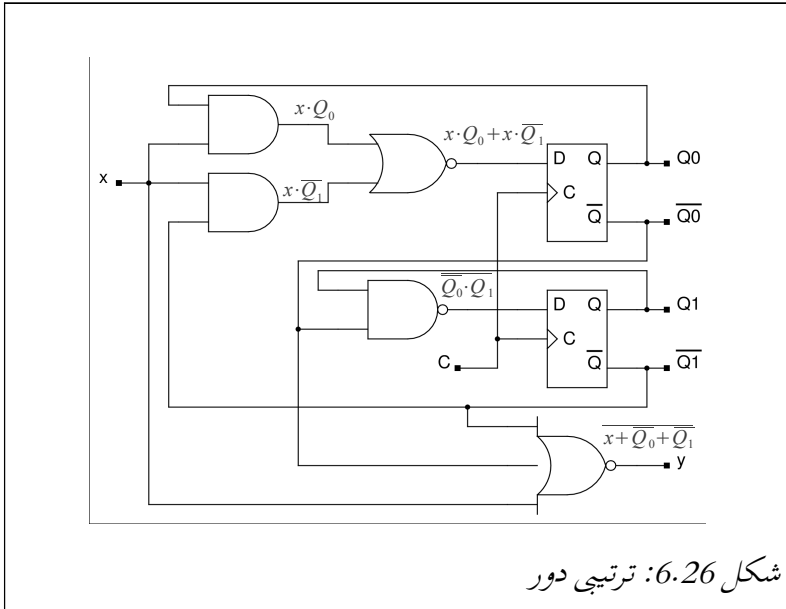 x·Q₀
x·Q₀+x·Q̅₁̅
D Q
Q0
x
x·Q̅₁̅
C
Q̅
Q̅0̅
Q̿₀̿·̅Q̅₁̅
D Q
Q1
C
C
Q̅
Q̅1̅
x̅+̅Q̿₀̿+̅Q̿₁̿
y
شکل 6.26: ترتیبی دور